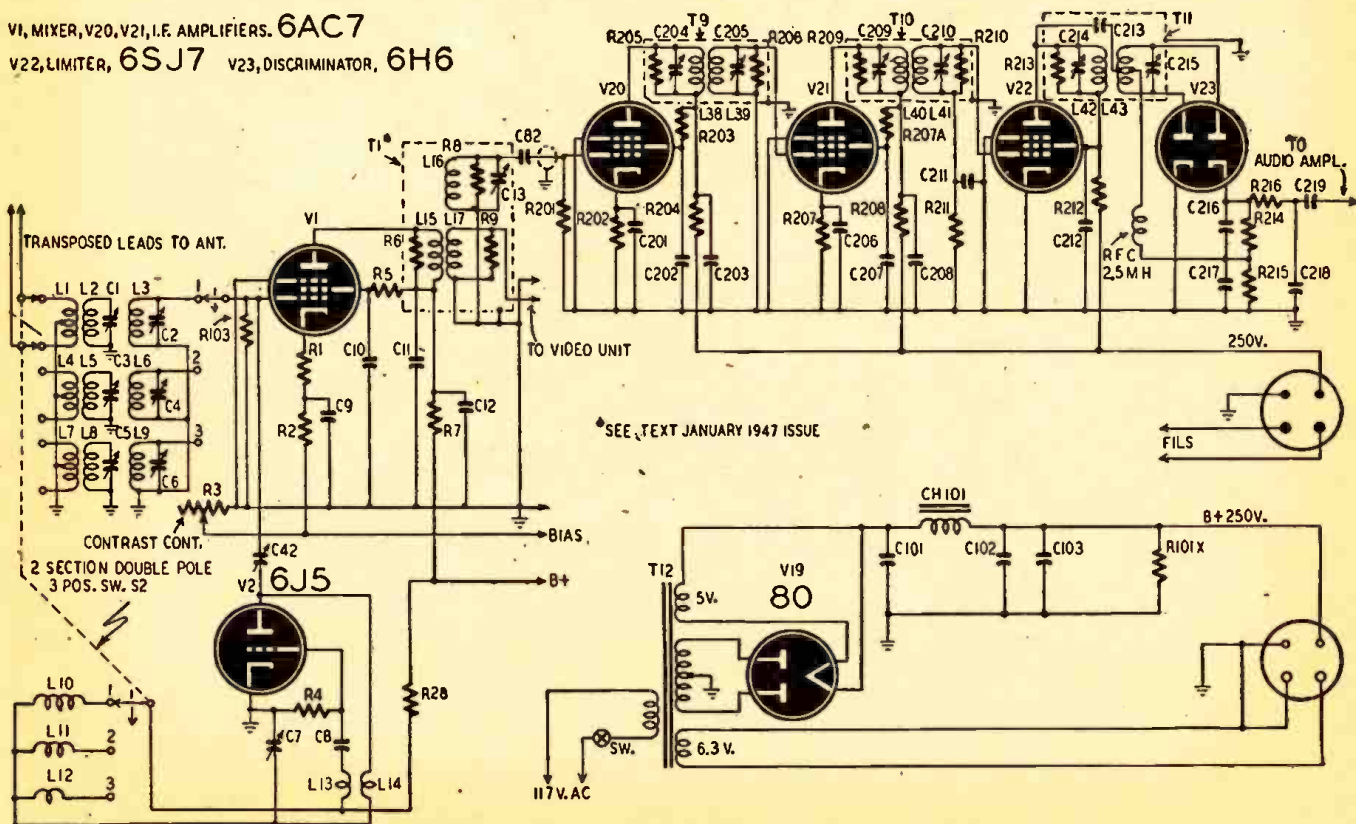 V1, MIXER, V20, V21, I.F. AMPLIFIERS. 6AC7
V22, LIMITER, 6SJ7 V23, DISCRIMINATOR, 6H6
T9
T10
T11
R205
C204
C205
R206
R209
C209
C210
R210
C213
C214
R213
C215
V20
V21
V22
V23
L38 L39
R203
L40 L41
R207A
L42 L43
TO
AUDIO AMPL.
T1*
R8
L16
C82
C13
R201
R202
C201
R204
C202
C203
R207
C206
R208
C207
C208
C211
R211
R212
C212
RFC
2.5MH
C216
C217
R216
C219
R214
R215
C218
TRANSPOSED LEADS TO ANT.
V1
R6
L15
L17
R9
R5
L1
L2
C1
L3
1
C2
R103
L4
L5
C3
L6
2
C4
L7
L8
C5
L9
3
C6
R1
C9
R2
C10
C11
R7
C12
TO VIDEO UNIT
250V.
FILS
*SEE TEXT JANUARY 1947 ISSUE
R3
CONTRAST CONT.
BIAS
B+
2 SECTION DOUBLE POLE
3 POS. SW. S2
C42
V2
6J5
R4
C7
C8
L13
L14
R28
L10
1
L11
2
L12
3
CH101
B+250V.
C101
C102
C103
R101X
T12
5V.
V19
80
6.3 V.
SW.
117V. AC